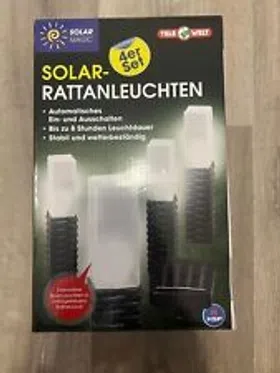 SOLAR
MAGIC
4er
Set
TELE WELT
SOLAR-
RATTANLEUCHTEN
• Automatisches
Ein- und Ausschalten
• Bis zu 8 Stunden Leuchtdauer
• Stabil und wetterbeständig